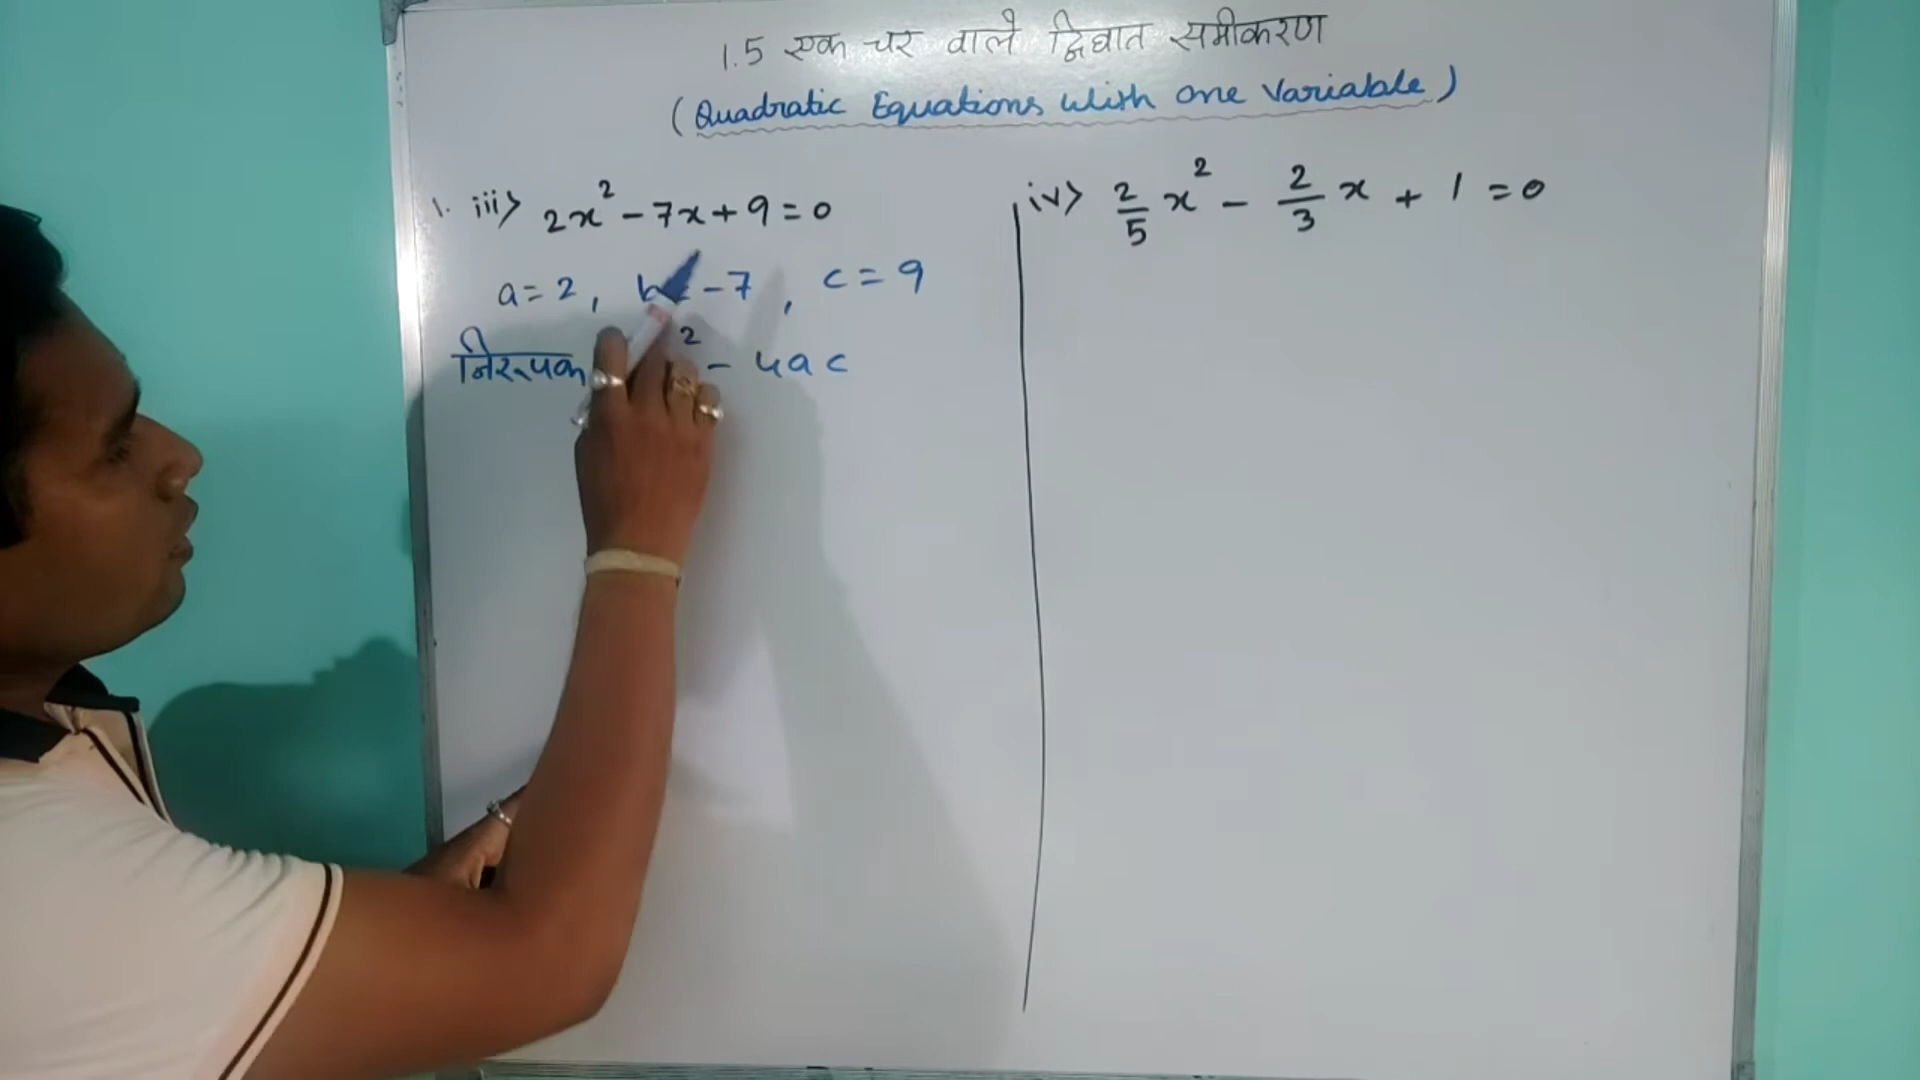 1.5 एक चर वाले द्विघात समीकरण
(Quadratic Equations with one Variable)
1. iii> 2x² - 7x + 9 = 0
a = 2, b = -7, c = 9
निरूपक ² - 4ac
iv> 2/5 x² - 2/3 x + 1 = 0